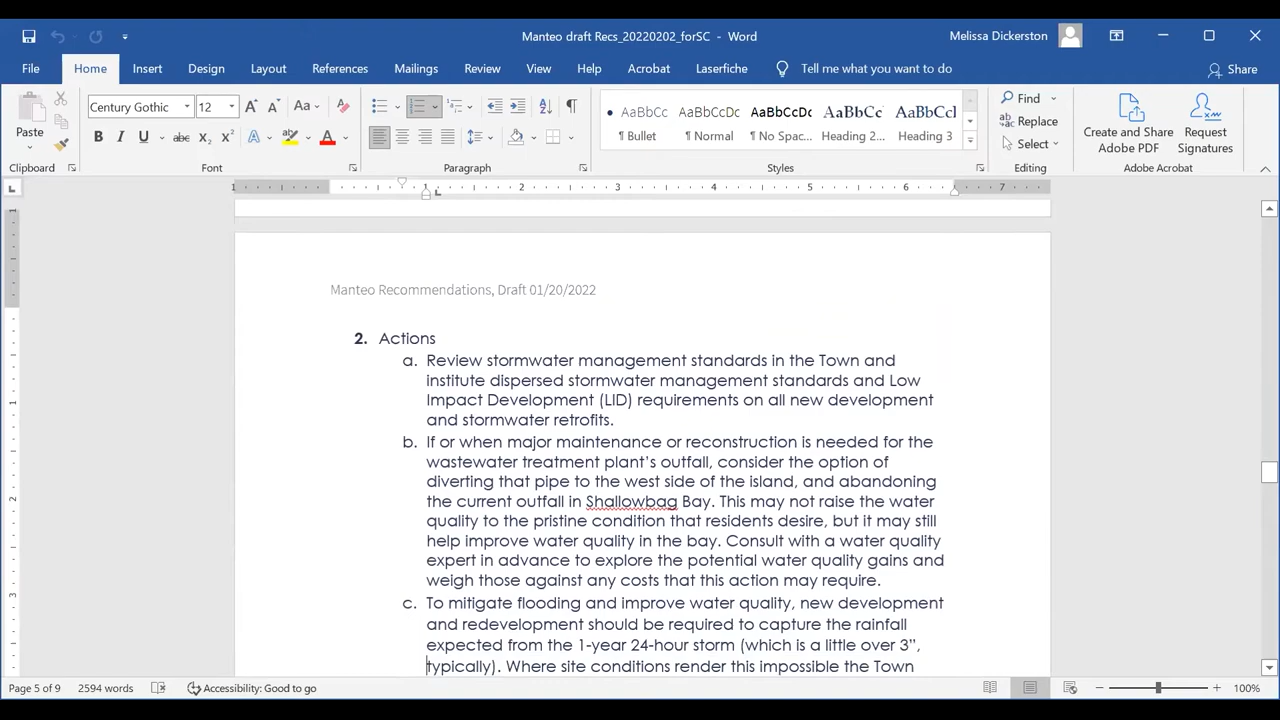 Manteo draft Recs_20220202_forSC - Word
Melissa Dickerston
File Home Insert Design Layout References Mailings Review View Help Acrobat Laserfiche Tell me what you want to do Share
Paste
Century Gothic 12
AaBbCc AaBbCcDc AaBbCcDc AaBbCc AaBbCcI
¶ Bullet ¶ Normal ¶ No Spac... Heading 2... Heading 3
Find
Replace
Select
Create and Share
Adobe PDF
Request
Signatures
Clipboard Font Paragraph Styles Editing Adobe Acrobat
1 1 2 3 4 5 6 7
Manteo Recommendations, Draft 01/20/2022
2. Actions
a. Review stormwater management standards in the Town and
institute dispersed stormwater management standards and Low
Impact Development (LID) requirements on all new development
and stormwater retrofits.
b. If or when major maintenance or reconstruction is needed for the
wastewater treatment plant's outfall, consider the option of
diverting that pipe to the west side of the island, and abandoning
the current outfall in Shallowbag Bay. This may not raise the water
quality to the pristine condition that residents desire, but it may still
help improve water quality in the bay. Consult with a water quality
expert in advance to explore the potential water quality gains and
weigh those against any costs that this action may require.
c. To mitigate flooding and improve water quality, new development
and redevelopment should be required to capture the rainfall
expected from the 1-year 24-hour storm (which is a little over 3”,
typically). Where site conditions render this impossible the Town
Page 5 of 9 2594 words Accessibility: Good to go 100%